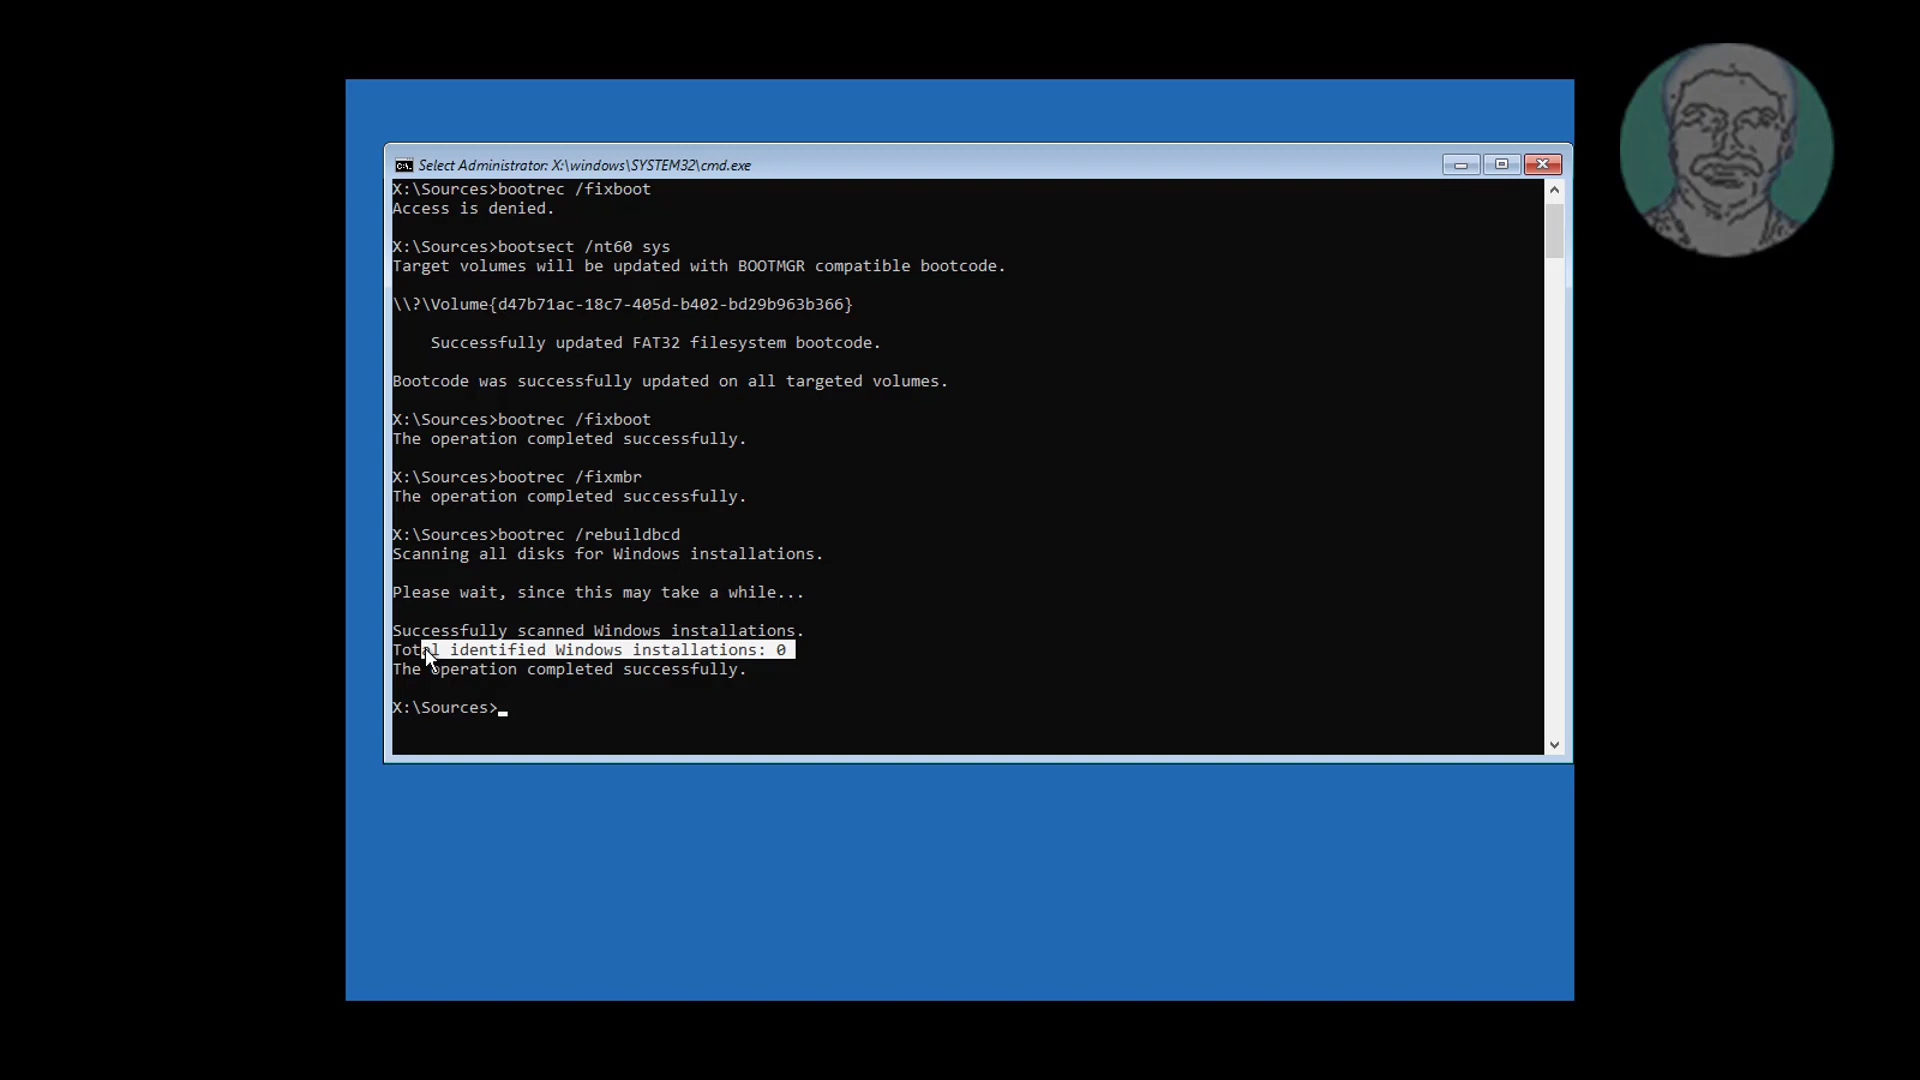 Select Administrator: X:\windows\SYSTEM32\cmd.exe
X:\Sources>bootrec /fixboot
Access is denied.
X:\Sources>bootsect /nt60 sys
Target volumes will be updated with BOOTMGR compatible bootcode.
\\?\Volume{d47b71ac-18c7-405d-b402-bd29b963b366}
Successfully updated FAT32 filesystem bootcode.
Bootcode was successfully updated on all targeted volumes.
X:\Sources>bootrec /fixboot
The operation completed successfully.
X:\Sources>bootrec /fixmbr
The operation completed successfully.
X:\Sources>bootrec /rebuildbcd
Scanning all disks for Windows installations.
Please wait, since this may take a while...
Successfully scanned Windows installations.
Total identified Windows installations: 0
The operation completed successfully.
X:\Sources>